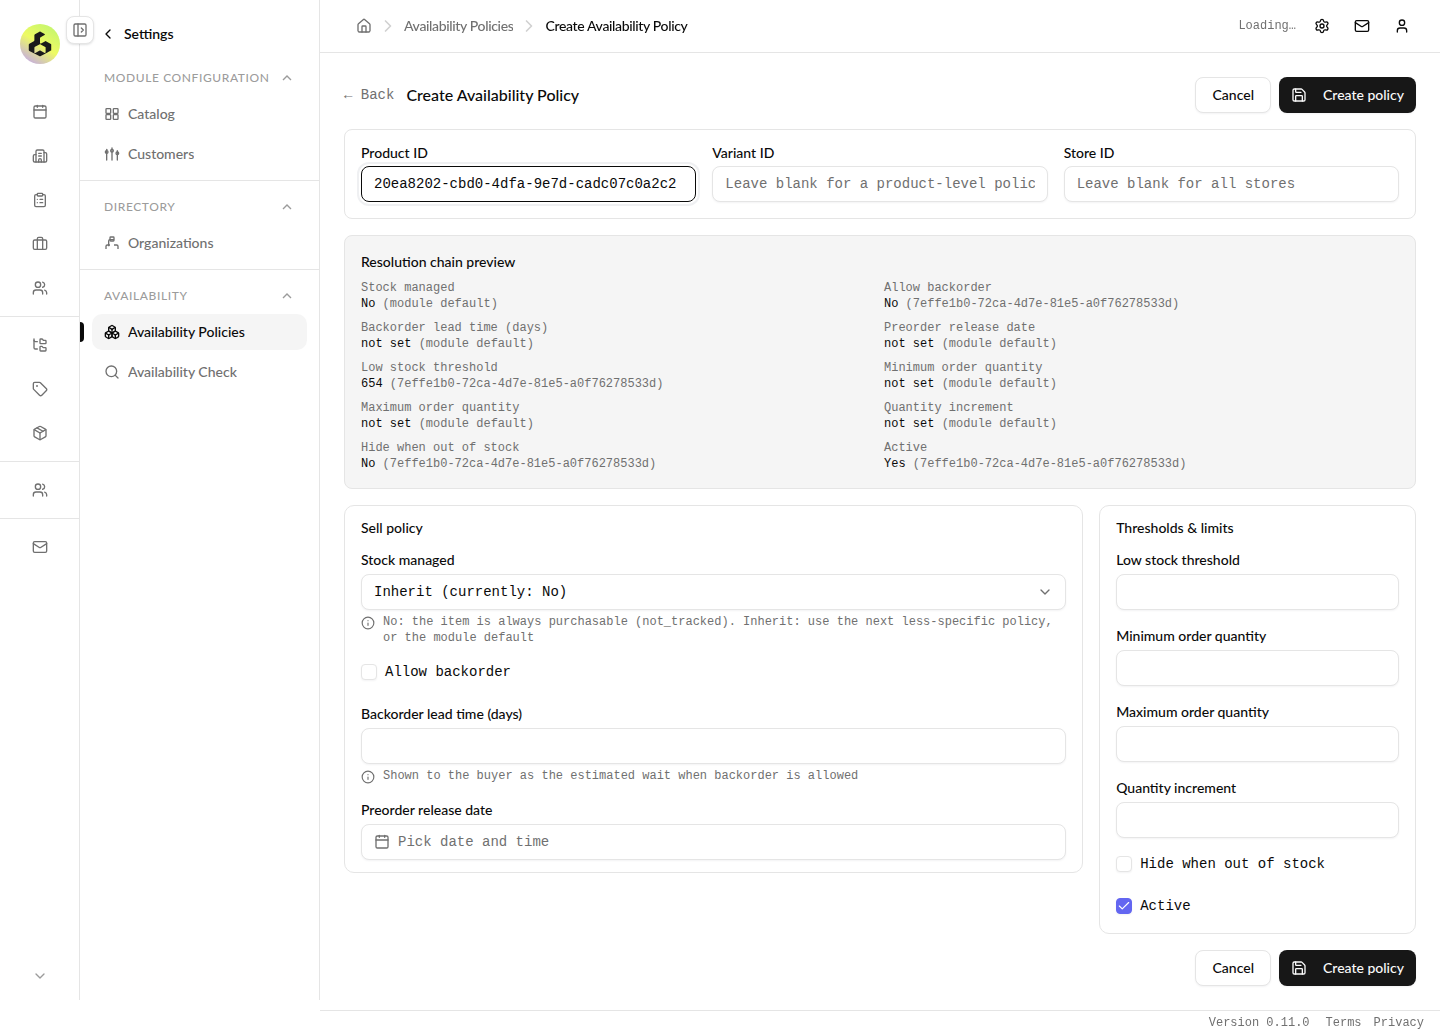 Settings
MODULE CONFIGURATION
Catalog
Customers
DIRECTORY
Organizations
AVAILABILITY
Availability Policies
Availability Check
Availability Policies
Create Availability Policy
Loading…
← Back
Create Availability Policy
Cancel
Create policy
Product ID
Variant ID
Store ID
20ea8202-cbd0-4dfa-9e7d-cadc07c0a2c2
Leave blank for a product-level polic
Leave blank for all stores
Resolution chain preview
Stock managed
No (module default)
Allow backorder
No (7effe1b0-72ca-4d7e-81e5-a0f76278533d)
Backorder lead time (days)
not set (module default)
Preorder release date
not set (module default)
Low stock threshold
654 (7effe1b0-72ca-4d7e-81e5-a0f76278533d)
Minimum order quantity
not set (module default)
Maximum order quantity
not set (module default)
Quantity increment
not set (module default)
Hide when out of stock
No (7effe1b0-72ca-4d7e-81e5-a0f76278533d)
Active
Yes (7effe1b0-72ca-4d7e-81e5-a0f76278533d)
Sell policy
Stock managed
Inherit (currently: No)
No: the item is always purchasable (not_tracked). Inherit: use the next less-specific policy,
or the module default
Allow backorder
Backorder lead time (days)
Shown to the buyer as the estimated wait when backorder is allowed
Preorder release date
Pick date and time
Thresholds & limits
Low stock threshold
Minimum order quantity
Maximum order quantity
Quantity increment
Hide when out of stock
Active
Cancel
Create policy
Version 0.11.0
Terms
Privacy